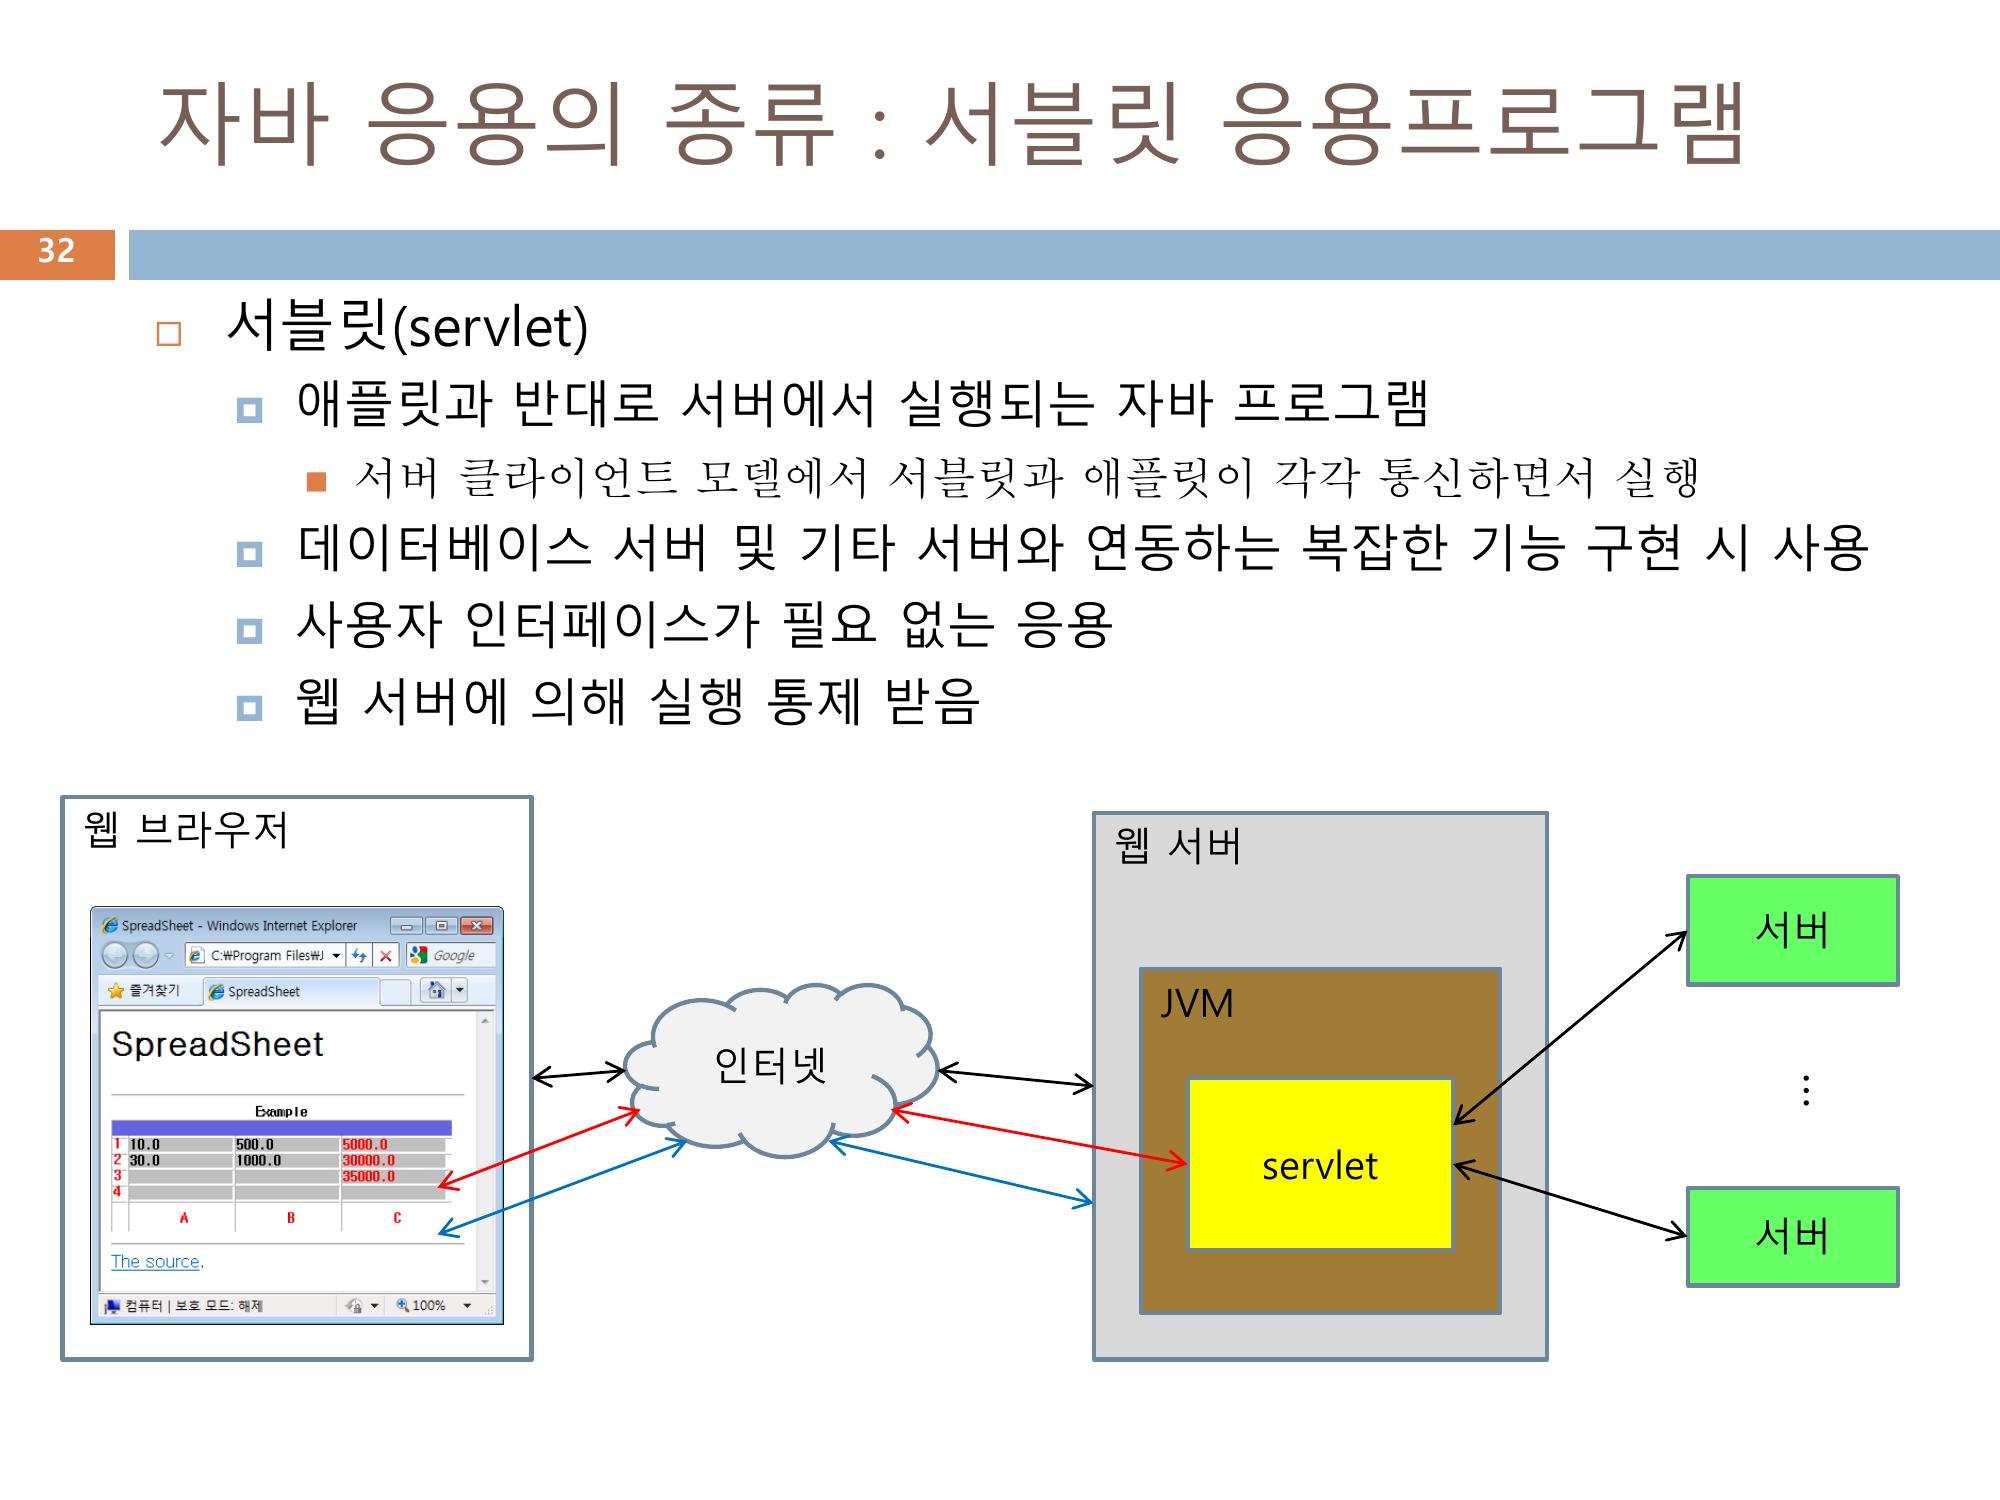 자바 응용의 종류 : 서블릿 응용프로그램
32
서블릿(servlet)
애플릿과 반대로 서버에서 실행되는 자바 프로그램
서버 클라이언트 모델에서 서블릿과 애플릿이 각각 통신하면서 실행
데이터베이스 서버 및 기타 서버와 연동하는 복잡한 기능 구현 시 사용
사용자 인터페이스가 필요 없는 응용
웹 서버에 의해 실행 통제 받음
웹 브라우저
SpreadSheet - Windows Internet Explorer
C:₩Program Files₩J
Google
즐겨찾기
SpreadSheet
SpreadSheet
Example
1 10.0 500.0 5000.0
2 30.0 1000.0 30000.0
3 35000.0
4
A B C
The source.
컴퓨터 | 보호 모드: 해제
100%
인터넷
웹 서버
JVM
servlet
서버
⋮
서버